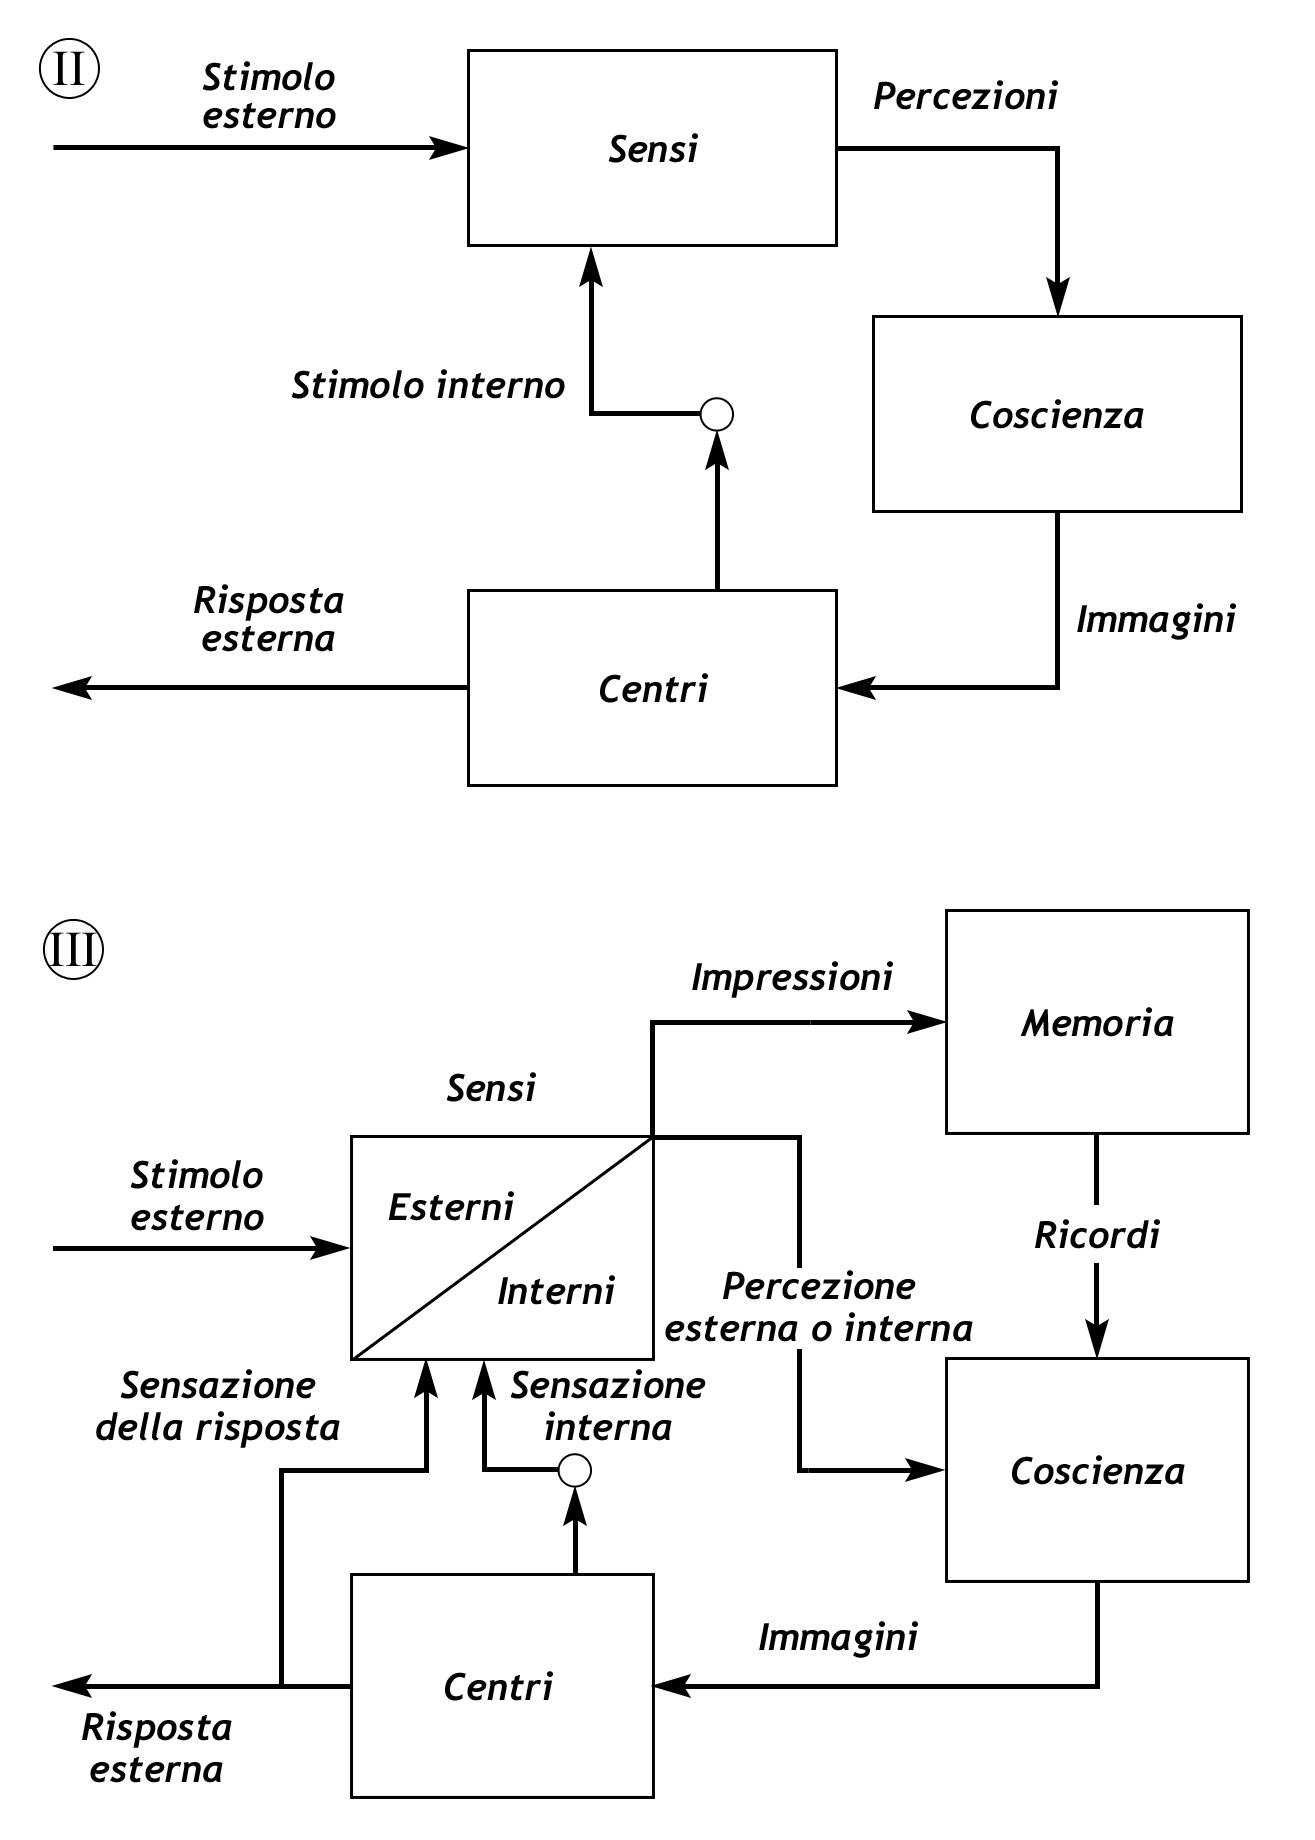 II
Stimolo
esterno
Sensi
Percezioni
Stimolo interno
Coscienza
Risposta
esterna
Centri
Immagini
III
Impressioni
Memoria
Sensi
Stimolo
esterno
Esterni
Interni
Ricordi
Percezione
esterna o interna
Sensazione
della risposta
Sensazione
interna
Coscienza
Immagini
Centri
Risposta
esterna